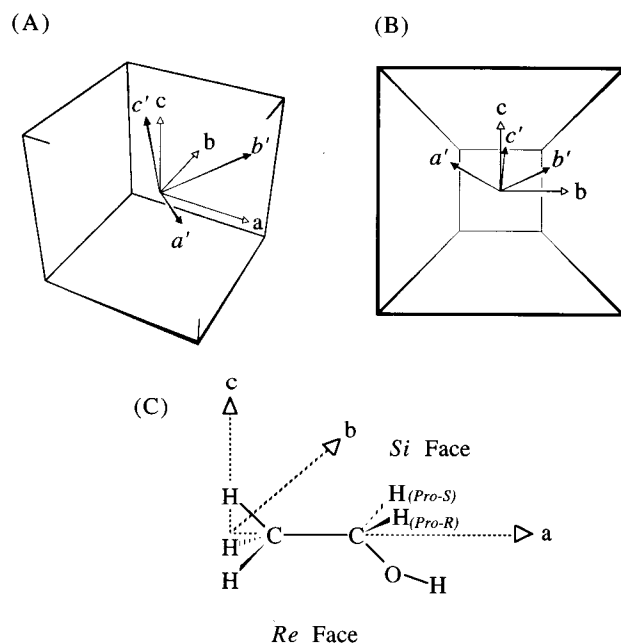 (A)
(B)
c'
c
b
b'
a
a'
c
c'
a'
b'
b
(C)
c
b
Si Face
H
H(Pro-S)
H(Pro-R)
C
C
a
H
H
O
H
Re Face